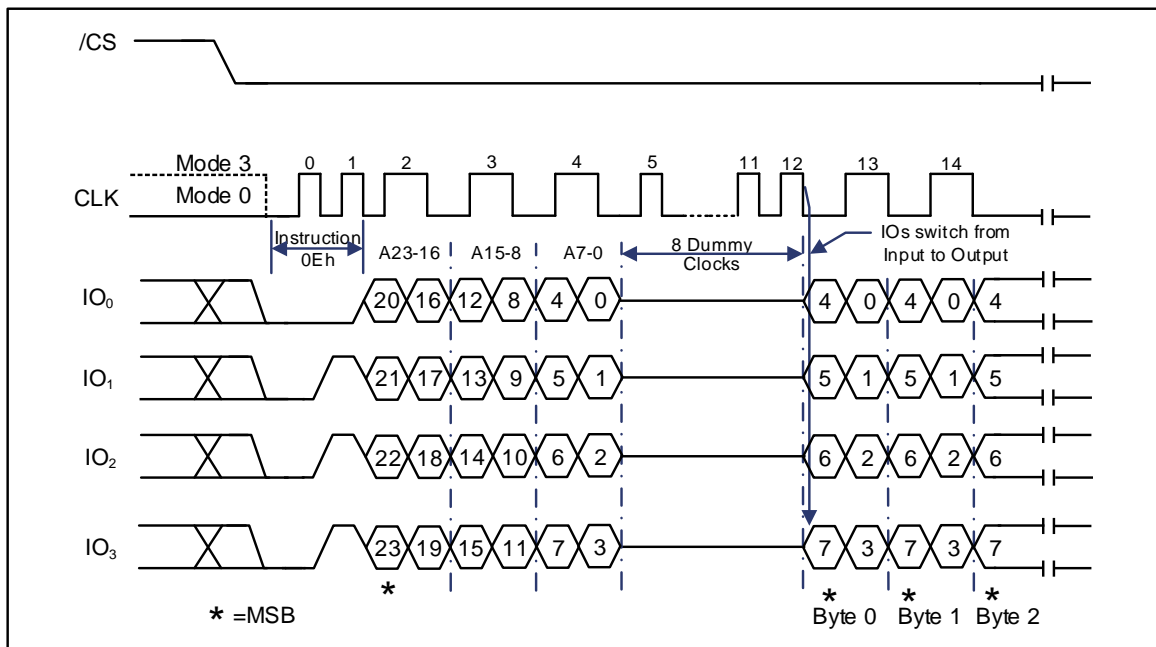 /CS
Mode 3
0 1 2 3 4 5 11 12 13 14
CLK
Mode 0
Instruction
0Eh
A23-16 A15-8 A7-0
8 Dummy
Clocks
IOs switch from
Input to Output
IO0 20 16 12 8 4 0 4 0 4 0 4
IO1 21 17 13 9 5 1 5 1 5 1 5
IO2 22 18 14 10 6 2 6 2 6 2 6
IO3 23 19 15 11 7 3 7 3 7 3 7
* * * *
* =MSB
Byte 0 Byte 1 Byte 2